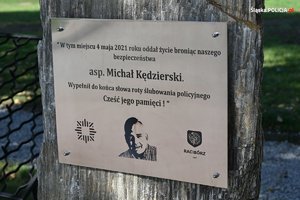 Śląska POLICJA
"W tym miejscu 4 maja 2021 roku oddał życie broniąc naszego
bezpieczeństwa
asp. Michał Kędzierski.
Wypełnił do końca słowa roty ślubowania policyjnego
Cześć jego pamięci ! "
RACIBÓRZ